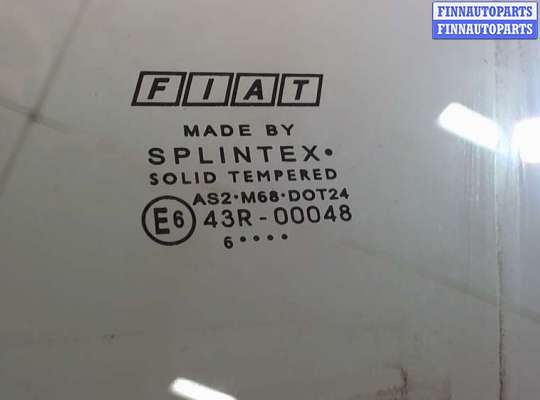 FINNAUTOPARTS
FINNAUTOPARTS
FIAT
MADE BY
SPLINTEX•
SOLID TEMPERED
AS2•M68•DOT24
E6 43R-00048
6••••